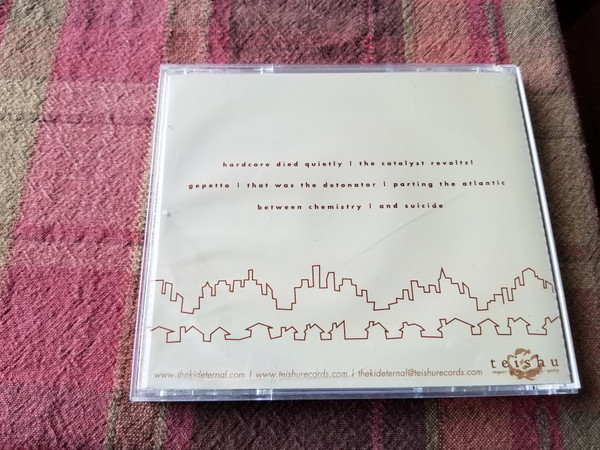 hardcore died quietly | the catalyst revolts!
gepetto | that was the detonator | parting the atlantic
between chemistry | and suicide
teishu
www.thekideternal.com | www.teishurecords.com | thekideternal@teishurecords.com